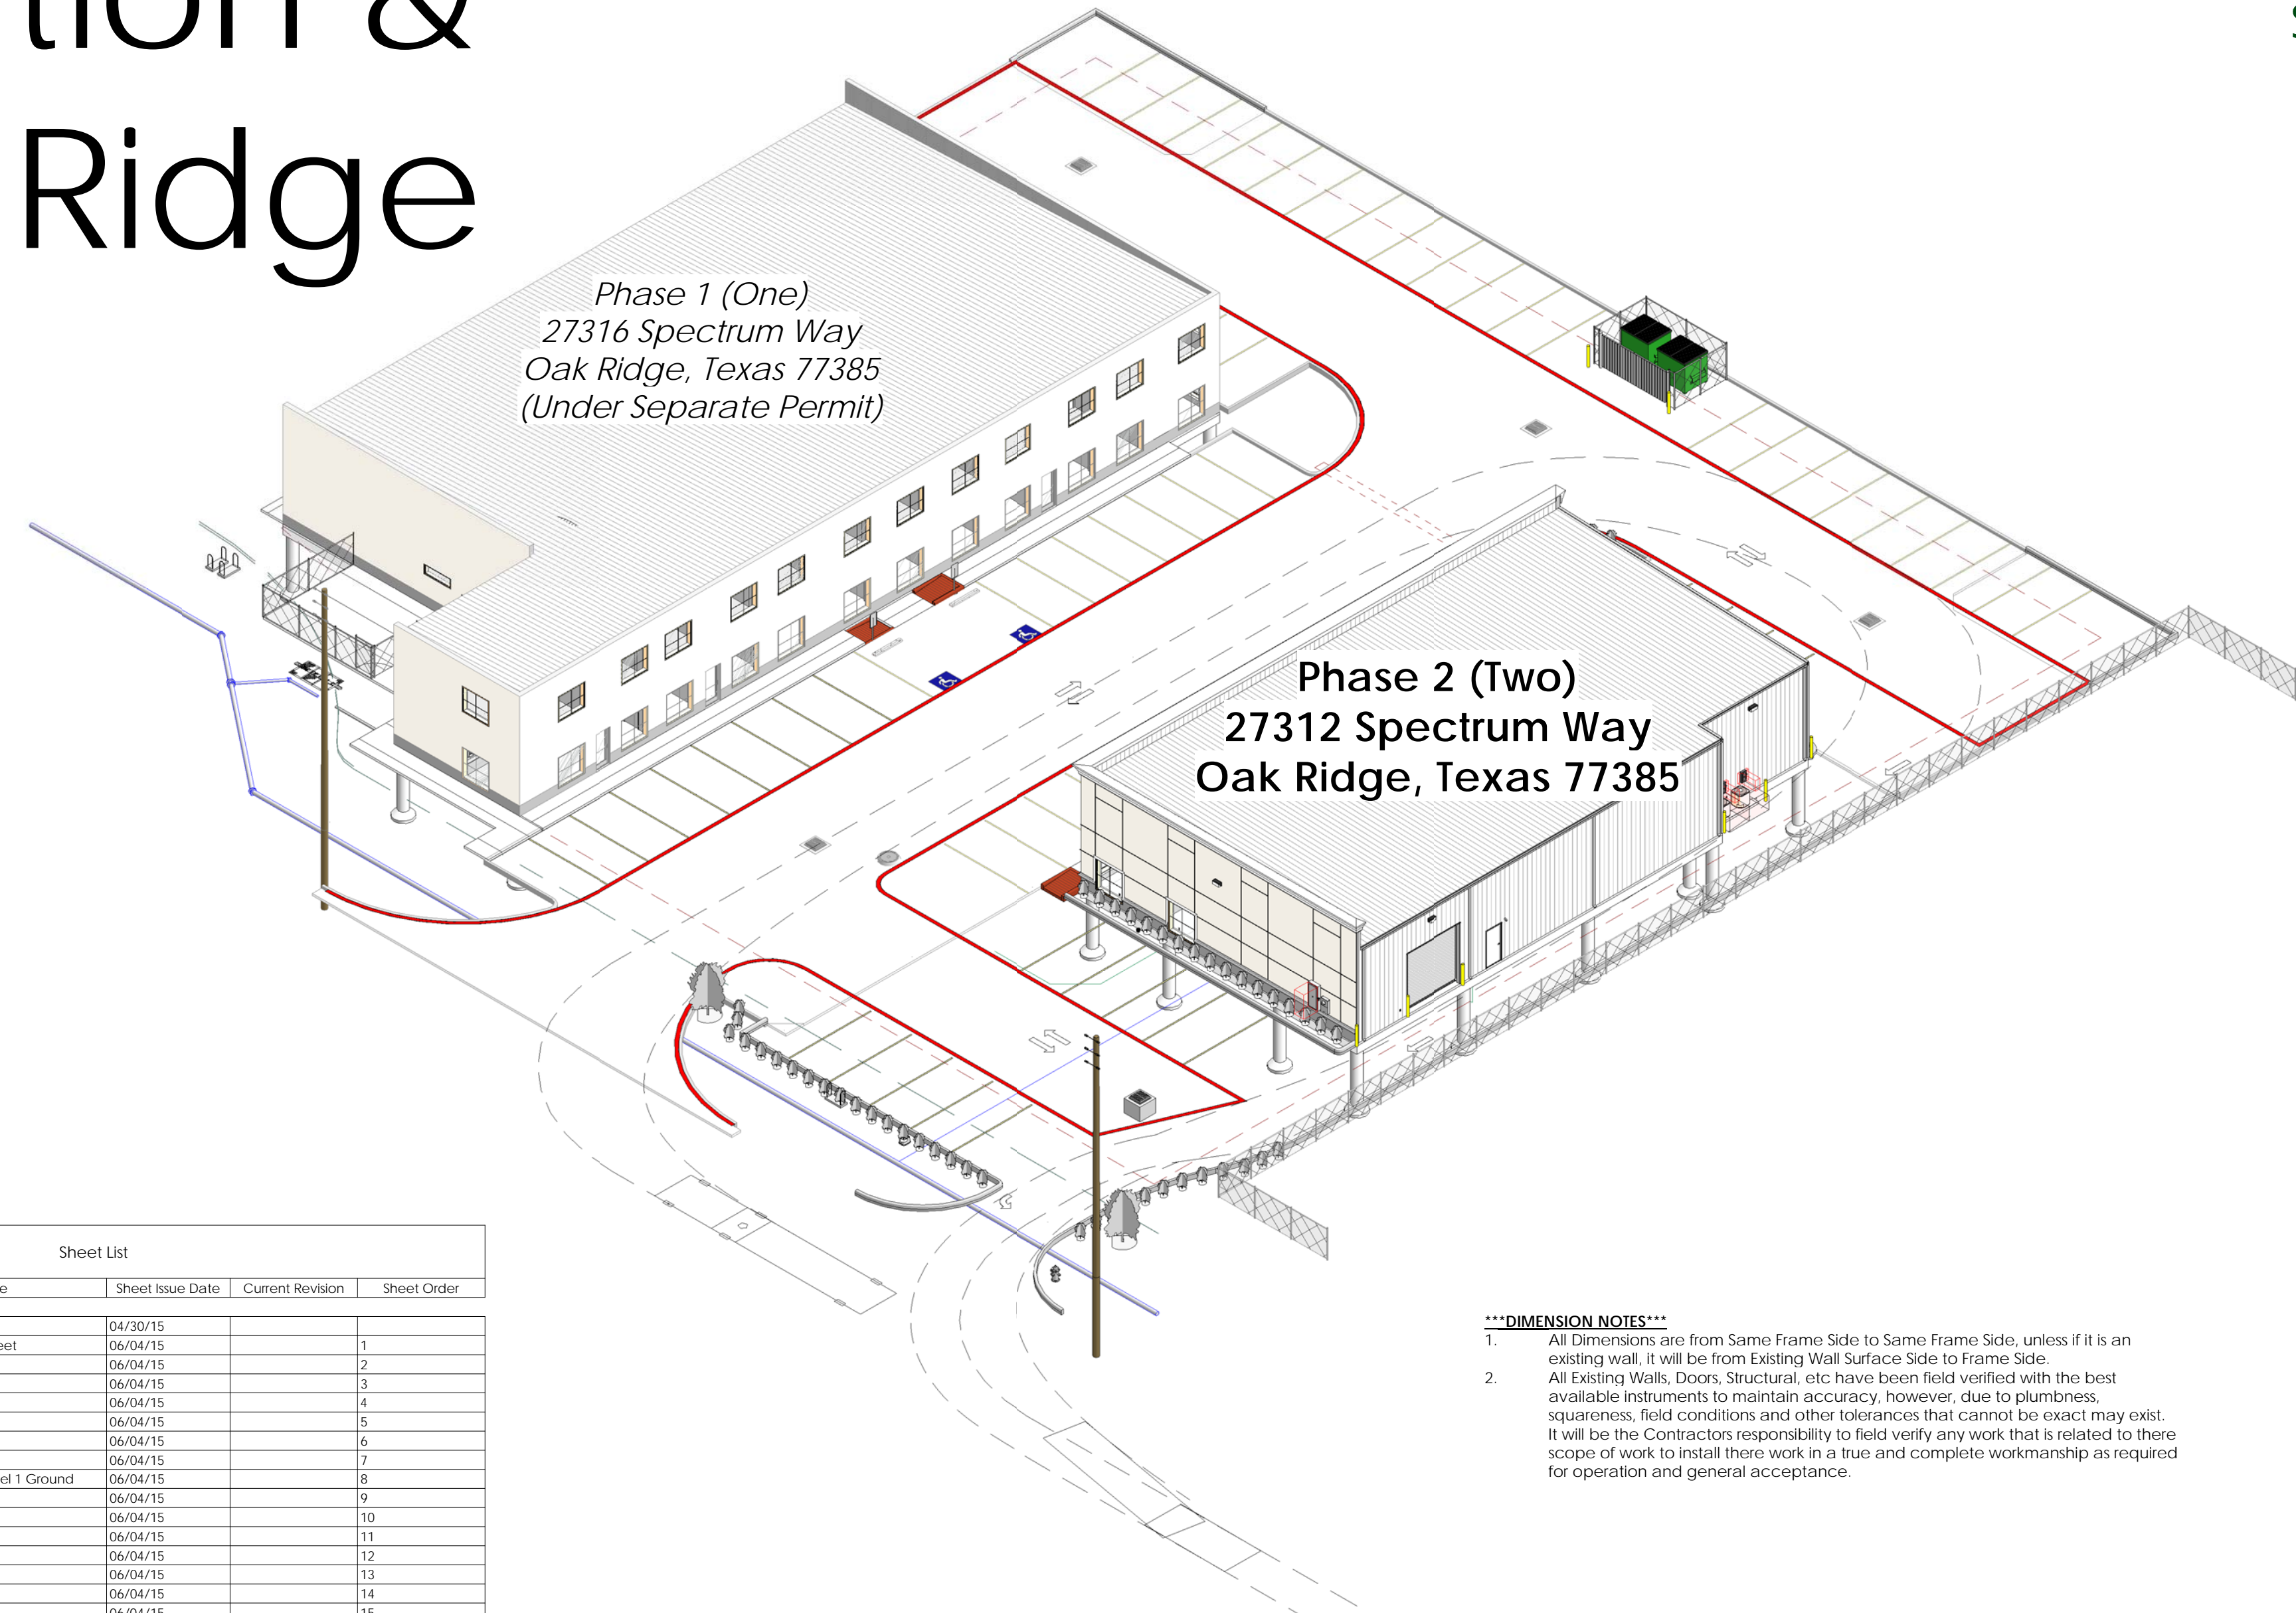 tion &
Ridge
Phase 1 (One)
27316 Spectrum Way
Oak Ridge, Texas 77385
(Under Separate Permit)
Phase 2 (Two)
27312 Spectrum Way
Oak Ridge, Texas 77385
Sheet List
e Sheet Issue Date Current Revision Sheet Order
04/30/15
eet 06/04/15 1
06/04/15 2
06/04/15 3
06/04/15 4
06/04/15 5
06/04/15 6
06/04/15 7
el 1 Ground 06/04/15 8
06/04/15 9
06/04/15 10
06/04/15 11
06/04/15 12
06/04/15 13
06/04/15 14
06/04/15 15
***DIMENSION NOTES***
1. All Dimensions are from Same Frame Side to Same Frame Side, unless if it is an
existing wall, it will be from Existing Wall Surface Side to Frame Side.
2. All Existing Walls, Doors, Structural, etc have been field verified with the best
available instruments to maintain accuracy, however, due to plumbness,
squareness, field conditions and other tolerances that cannot be exact may exist.
It will be the Contractors responsibility to field verify any work that is related to there
scope of work to install there work in a true and complete workmanship as required
for operation and general acceptance.